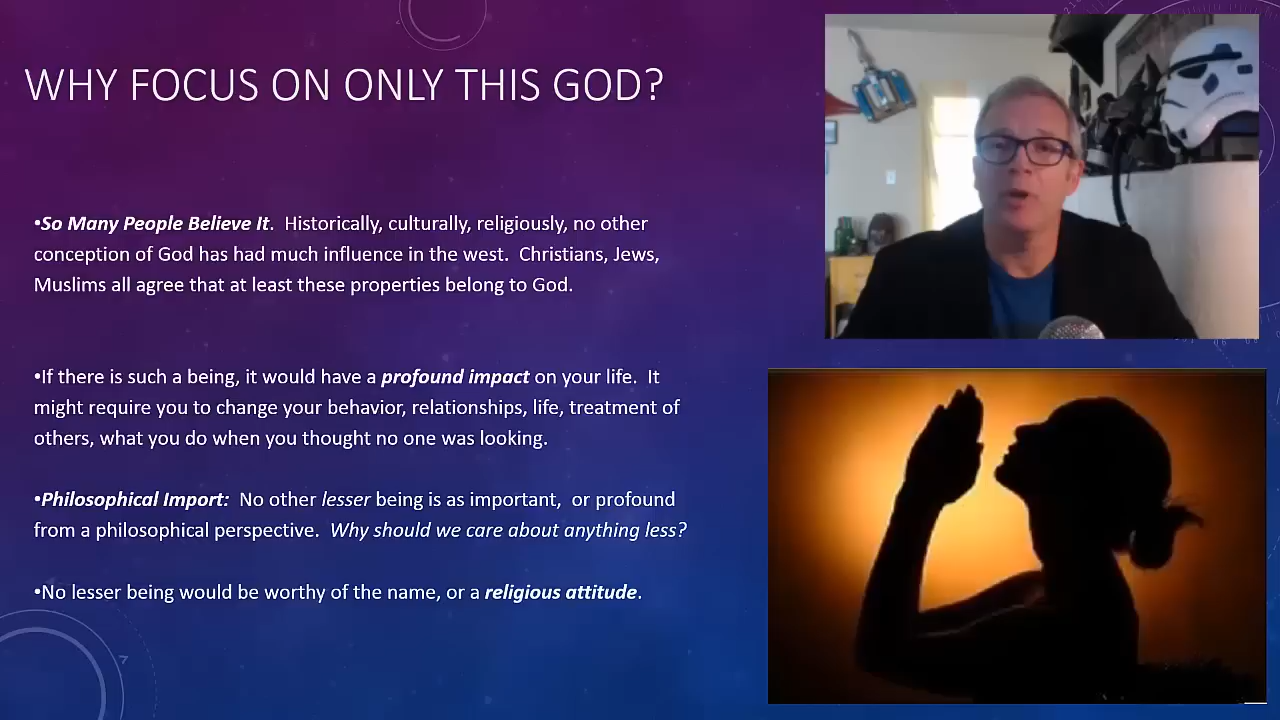 WHY FOCUS ON ONLY THIS GOD?
•So Many People Believe It.  Historically, culturally, religiously, no other
conception of God has had much influence in the west.  Christians, Jews,
Muslims all agree that at least these properties belong to God.
•If there is such a being, it would have a profound impact on your life.  It
might require you to change your behavior, relationships, life, treatment of
others, what you do when you thought no one was looking.
•Philosophical Import:  No other lesser being is as important,  or profound
from a philosophical perspective.  Why should we care about anything less?
•No lesser being would be worthy of the name, or a religious attitude.